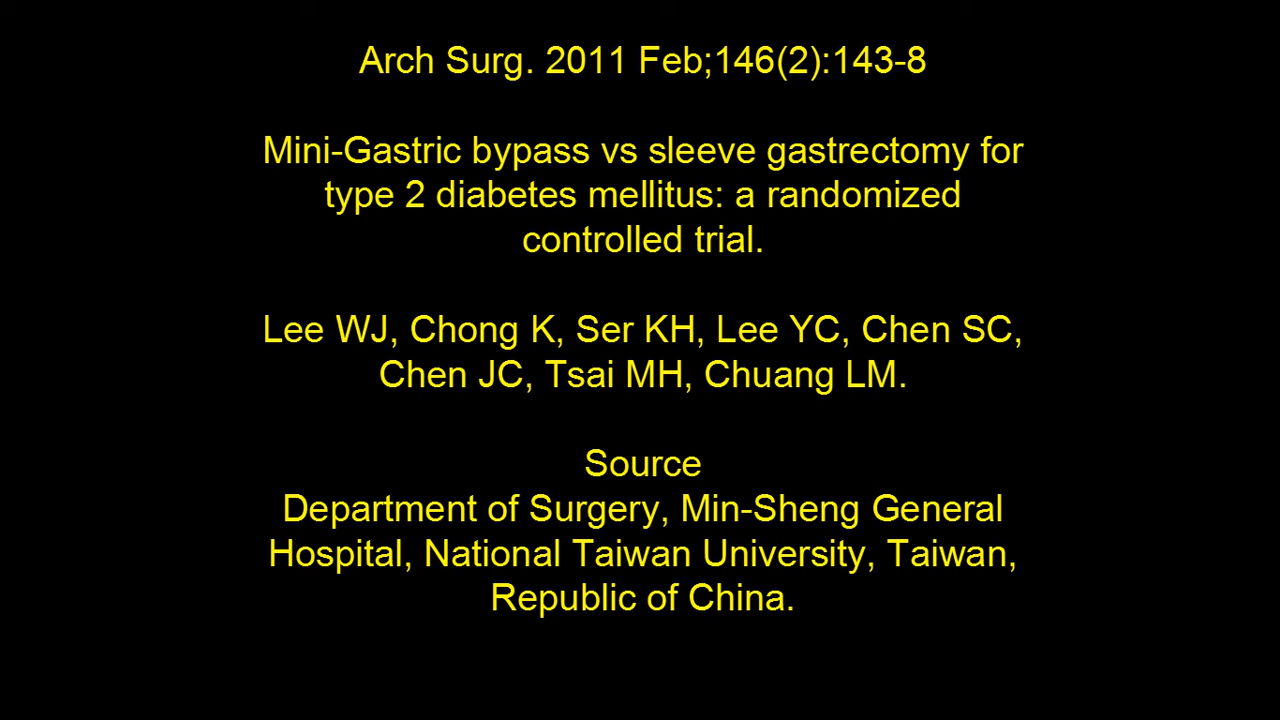 Arch Surg. 2011 Feb;146(2):143-8
Mini-Gastric bypass vs sleeve gastrectomy for
type 2 diabetes mellitus: a randomized
controlled trial.
Lee WJ, Chong K, Ser KH, Lee YC, Chen SC,
Chen JC, Tsai MH, Chuang LM.
Source
Department of Surgery, Min-Sheng General
Hospital, National Taiwan University, Taiwan,
Republic of China.